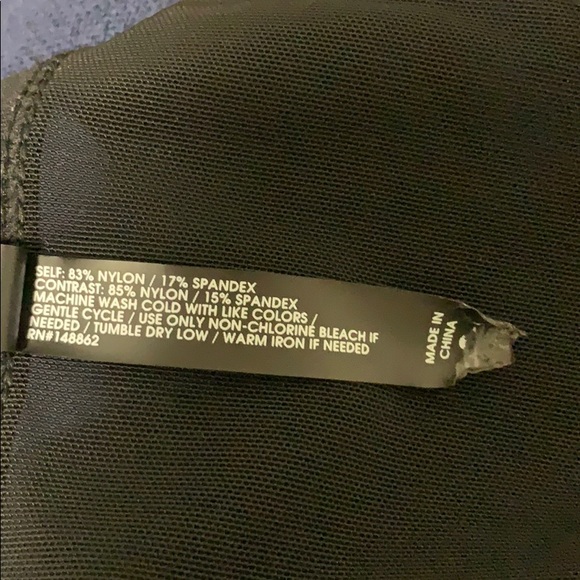 SELF: 83% NYLON / 17% SPANDEX
CONTRAST: 85% NYLON / 15% SPANDEX
MACHINE WASH COLD WITH LIKE COLORS /
GENTLE CYCLE / USE ONLY NON-CHLORINE BLEACH IF
NEEDED / TUMBLE DRY LOW / WARM IRON IF NEEDED
RN#148862
MADE IN
CHINA